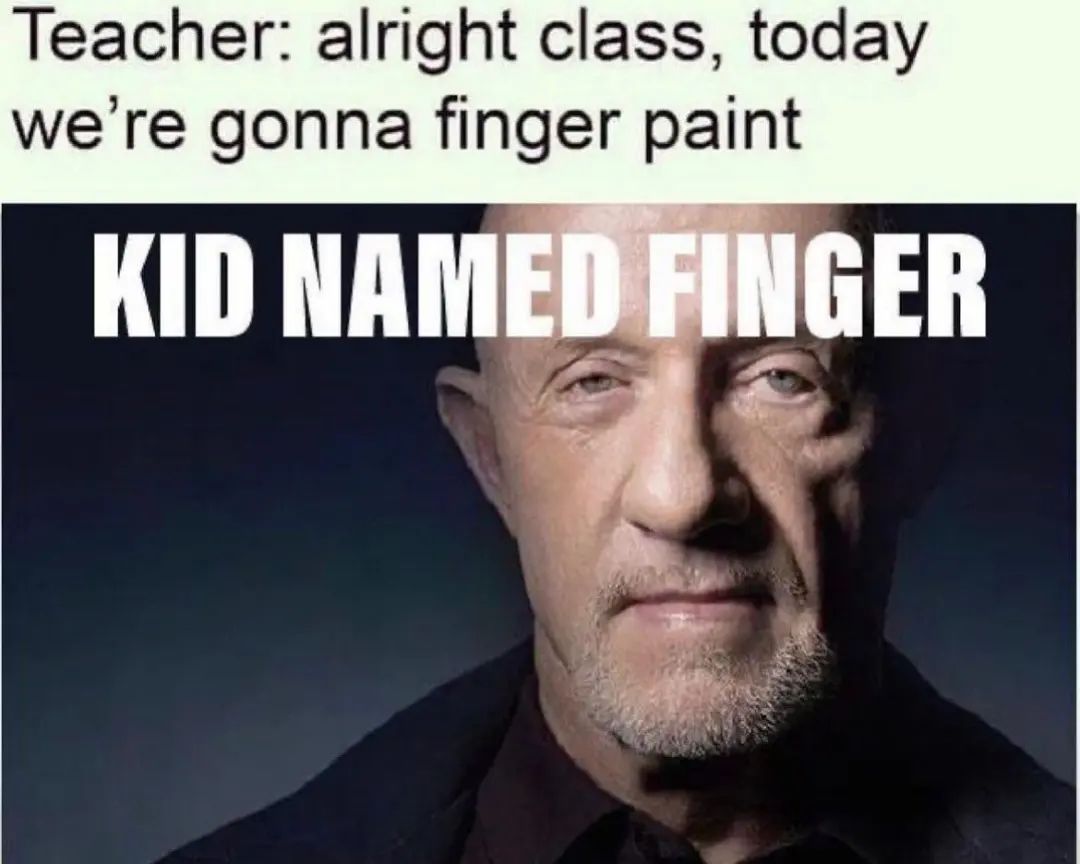 Teacher: alright class, today
we’re gonna finger paint
KID NAMED FINGER